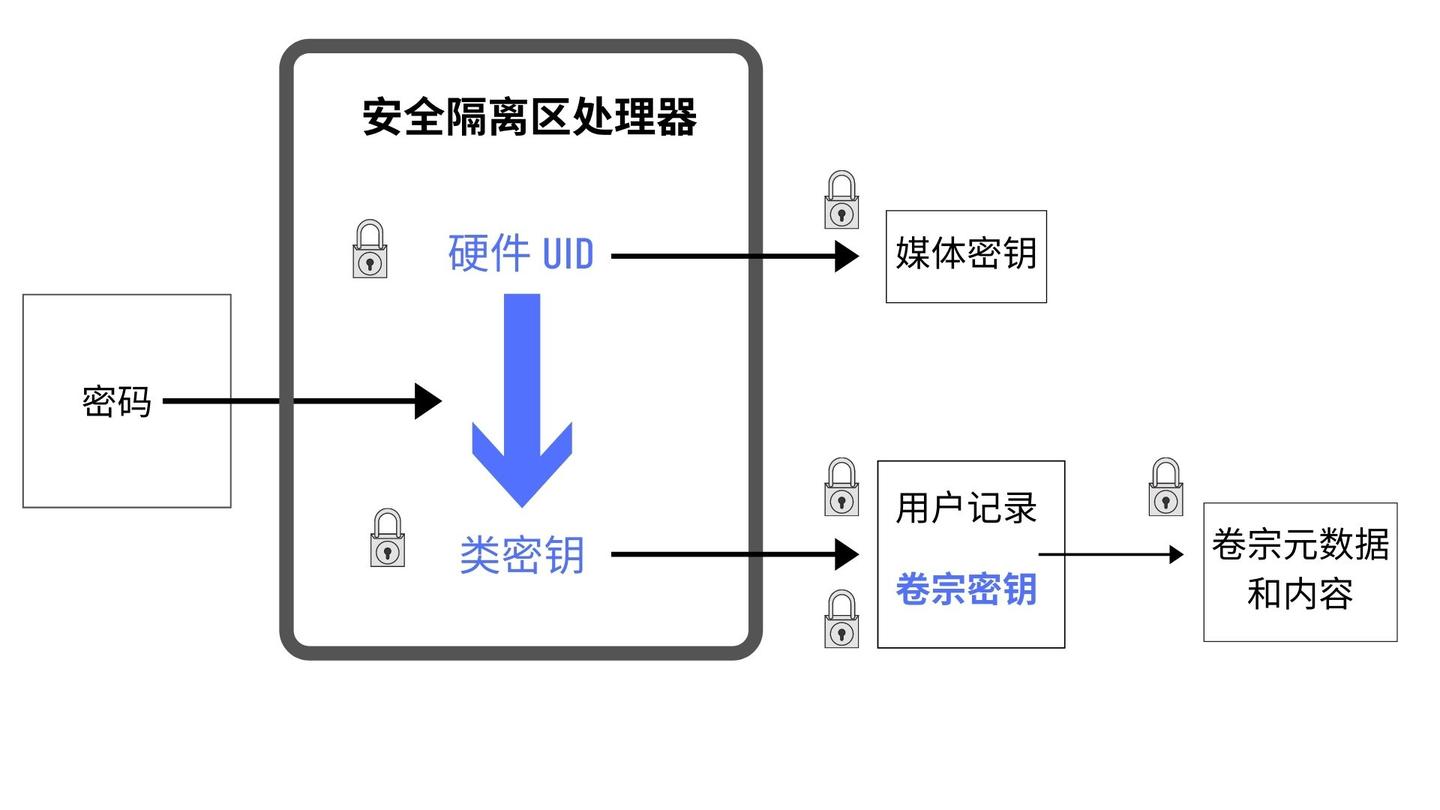 安全隔离区处理器
硬件 UID
媒体密钥
密码
类密钥
用户记录
卷宗密钥
卷宗元数据
和内容